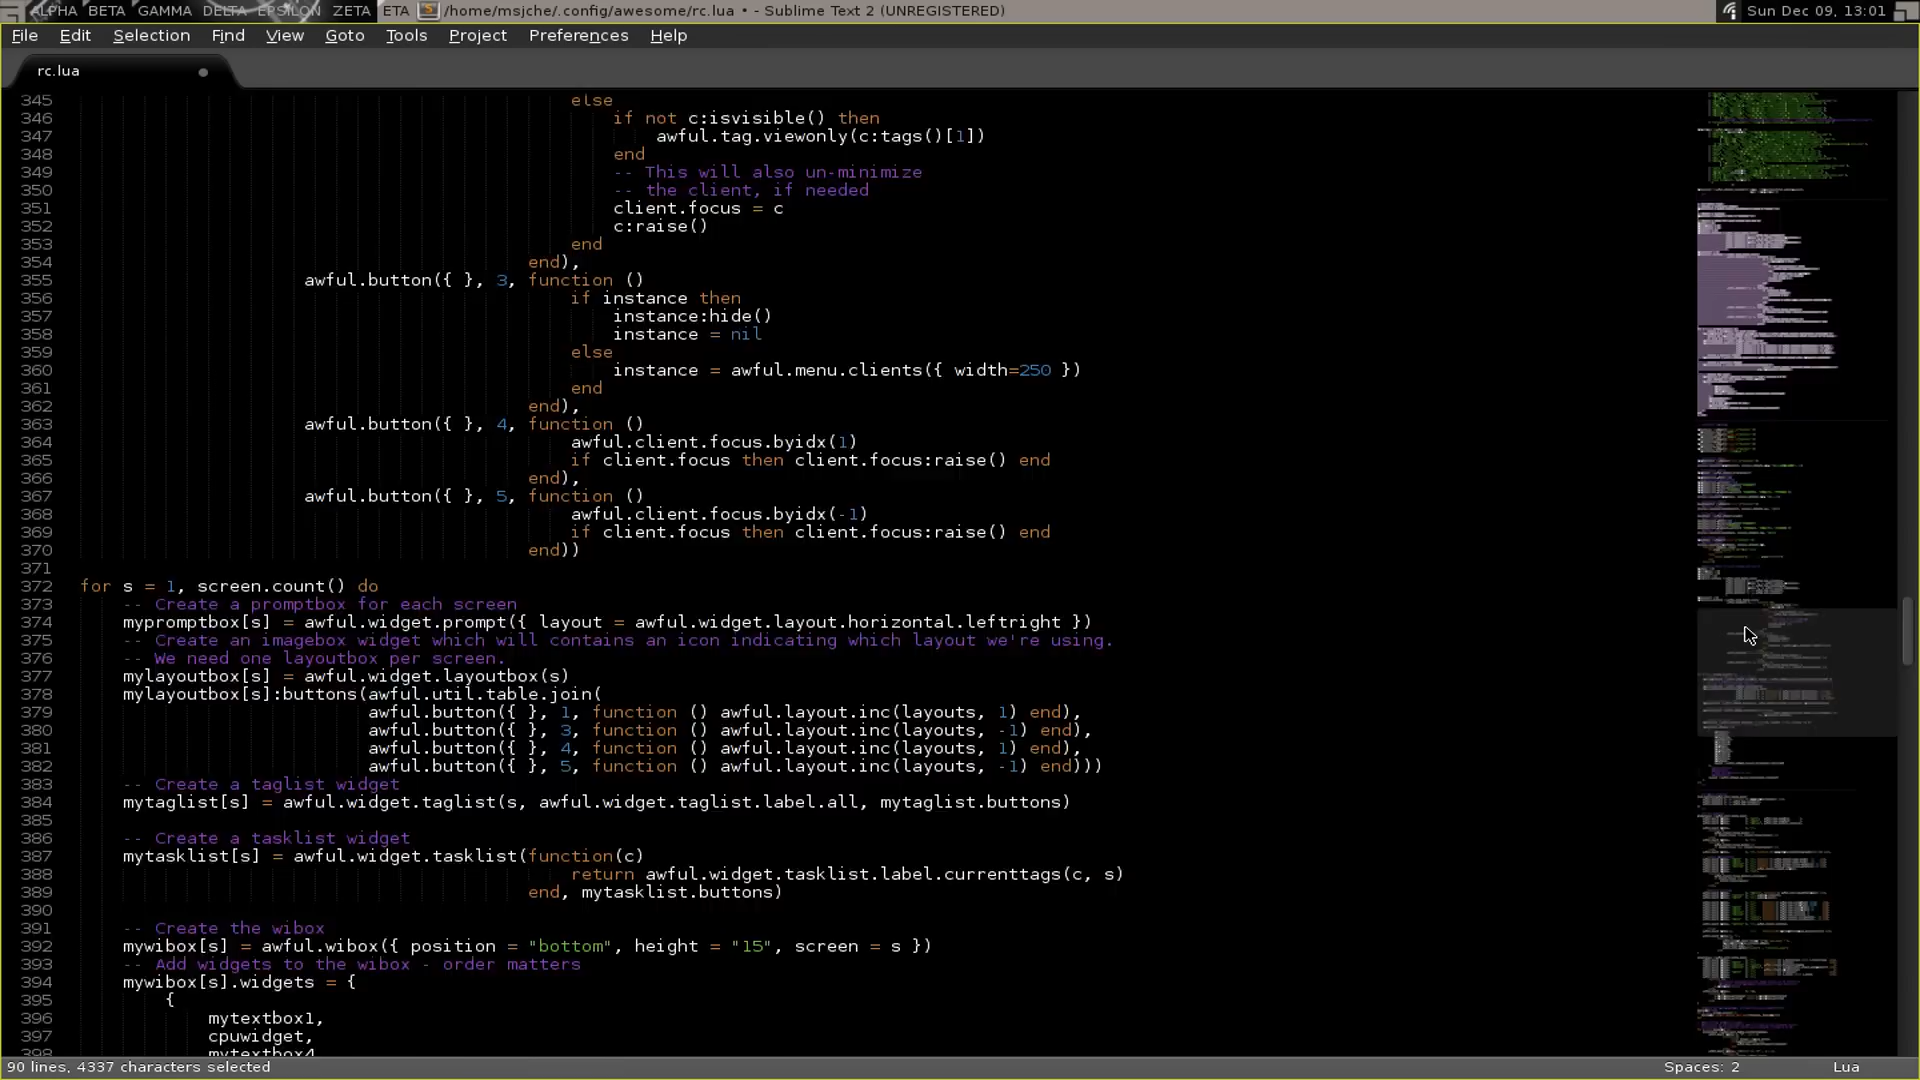 ALPHA BETA GAMMA DELTA EPSILON ZETA ETA /home/msjche/.config/awesome/rc.lua • - Sublime Text 2 (UNREGISTERED) Sun Dec 09, 13:01
File Edit Selection Find View Goto Tools Project Preferences Help
rc.lua
345 else
346 if not c:isvisible() then
347 awful.tag.viewonly(c:tags()[1])
348 end
349 -- This will also un-minimize
350 -- the client, if needed
351 client.focus = c
352 c:raise()
353 end
354 end),
355 awful.button({ }, 3, function ()
356 if instance then
357 instance:hide()
358 instance = nil
359 else
360 instance = awful.menu.clients({ width=250 })
361 end
362 end),
363 awful.button({ }, 4, function ()
364 awful.client.focus.byidx(1)
365 if client.focus then client.focus:raise() end
366 end),
367 awful.button({ }, 5, function ()
368 awful.client.focus.byidx(-1)
369 if client.focus then client.focus:raise() end
370 end))
371
372 for s = 1, screen.count() do
373 -- Create a promptbox for each screen
374 mypromptbox[s] = awful.widget.prompt({ layout = awful.widget.layout.horizontal.leftright })
375 -- Create an imagebox widget which will contains an icon indicating which layout we're using.
376 -- We need one layoutbox per screen.
377 mylayoutbox[s] = awful.widget.layoutbox(s)
378 mylayoutbox[s]:buttons(awful.util.table.join(
379 awful.button({ }, 1, function () awful.layout.inc(layouts, 1) end),
380 awful.button({ }, 3, function () awful.layout.inc(layouts, -1) end),
381 awful.button({ }, 4, function () awful.layout.inc(layouts, 1) end),
382 awful.button({ }, 5, function () awful.layout.inc(layouts, -1) end)))
383 -- Create a taglist widget
384 mytaglist[s] = awful.widget.taglist(s, awful.widget.taglist.label.all, mytaglist.buttons)
385
386 -- Create a tasklist widget
387 mytasklist[s] = awful.widget.tasklist(function(c)
388 return awful.widget.tasklist.label.currenttags(c, s)
389 end, mytasklist.buttons)
390
391 -- Create the wibox
392 mywibox[s] = awful.wibox({ position = "bottom", height = "15", screen = s })
393 -- Add widgets to the wibox - order matters
394 mywibox[s].widgets = {
395 {
396 mytextbox1,
397 cpuwidget,
398 mytextbox4
90 lines, 4337 characters selected Spaces: 2 Lua